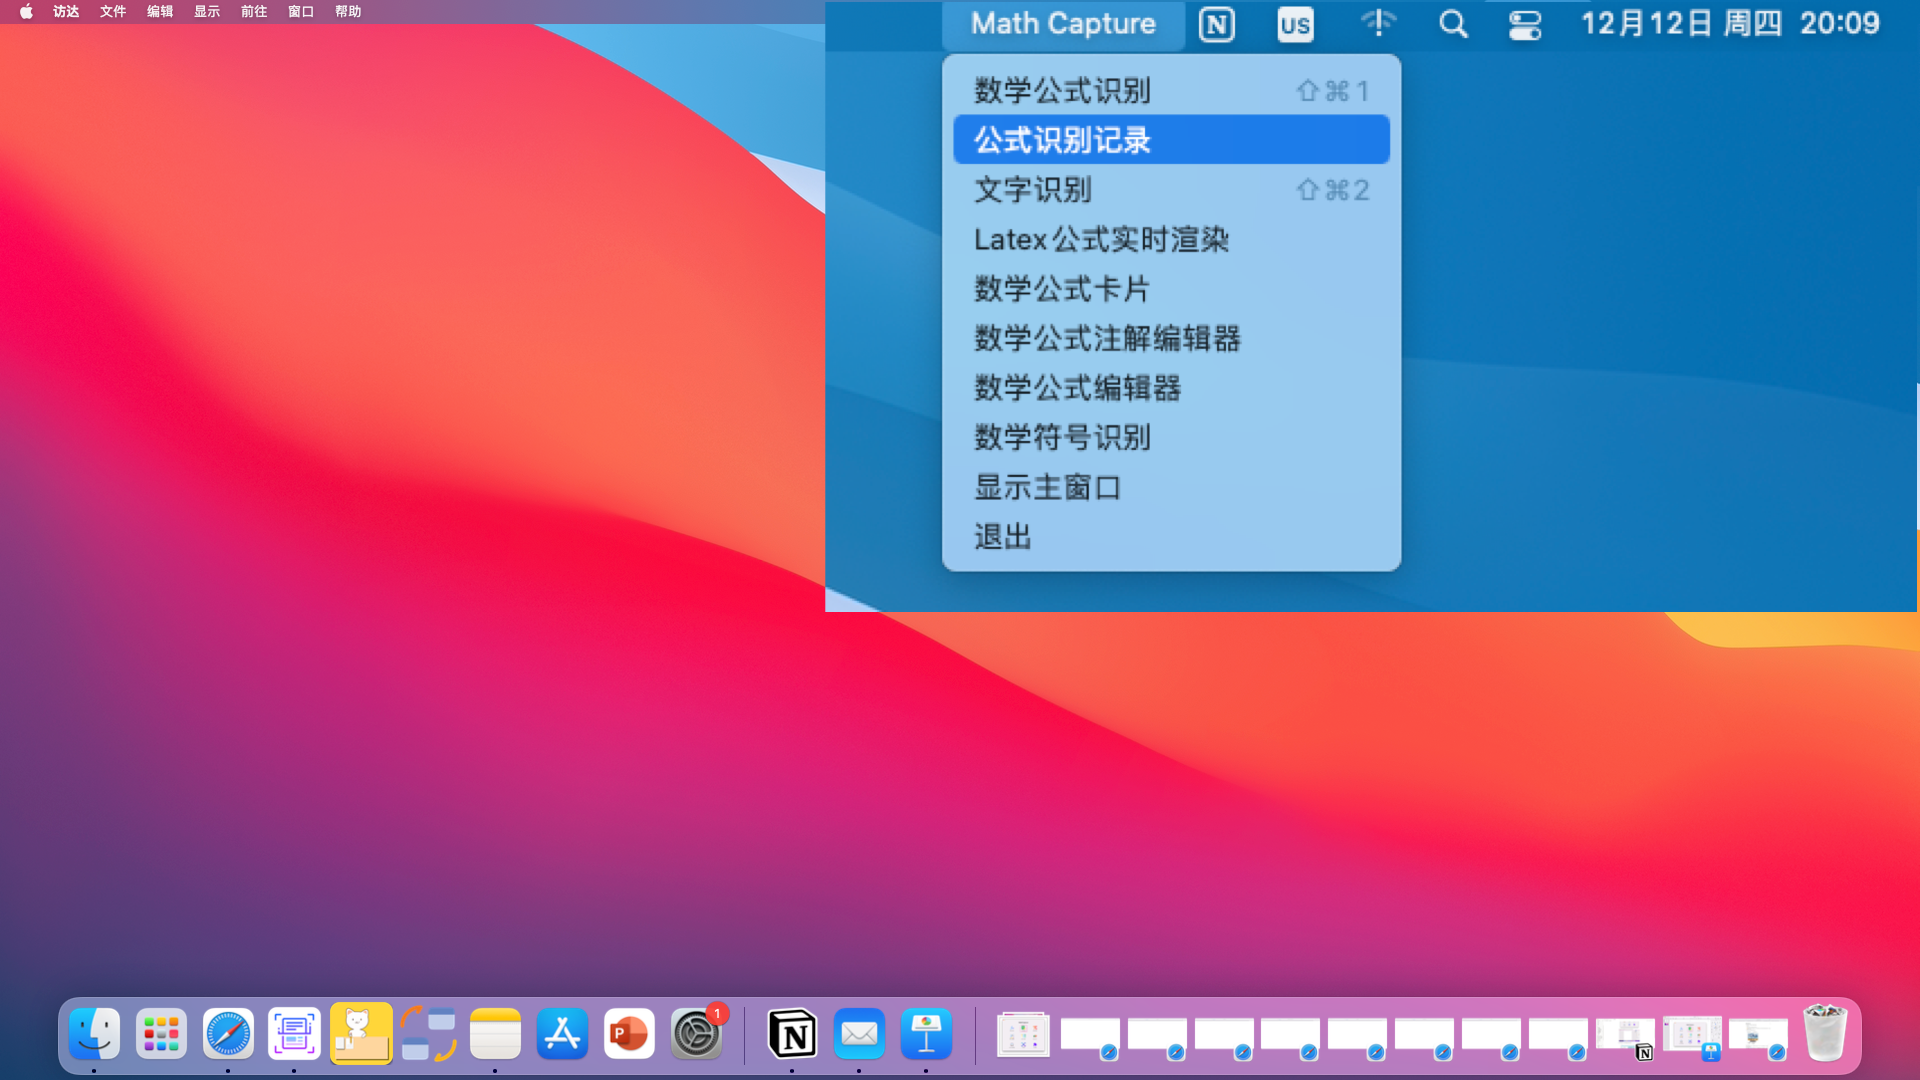 访达 文件 编辑 显示 前往 窗口 帮助
Math Capture N US 12月12日 周四 20:09
数学公式识别 ⇧⌘1
公式识别记录
文字识别 ⇧⌘2
Latex公式实时渲染
数学公式卡片
数学公式注解编辑器
数学公式编辑器
数学符号识别
显示主窗口
退出
P 1 N